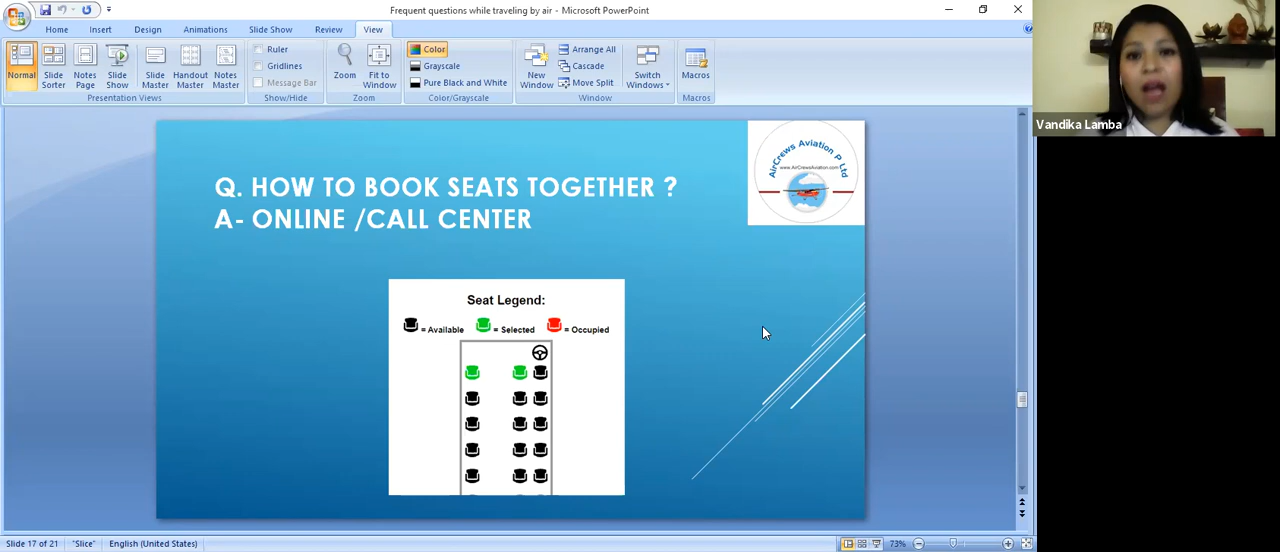 Frequent questions while traveling by air - Microsoft PowerPoint
Home Insert Design Animations Slide Show Review View
Normal
Slide Sorter
Notes Page
Slide Show
Slide Master
Handout Master
Notes Master
Presentation Views
Ruler
Gridlines
Message Bar
Show/Hide
Zoom
Fit to Window
Zoom
Color
Grayscale
Pure Black and White
Color/Grayscale
New Window
Arrange All
Cascade
Move Split
Switch Windows
Window
Macros
Macros
Vandika Lamba
AirCrews Aviation P Ltd
www.AirCrewsAviation.com
Q. HOW TO BOOK SEATS TOGETHER ?
A- ONLINE /CALL CENTER
Seat Legend:
= Available = Selected = Occupied
Slide 17 of 21 "Slice" English (United States) 73%